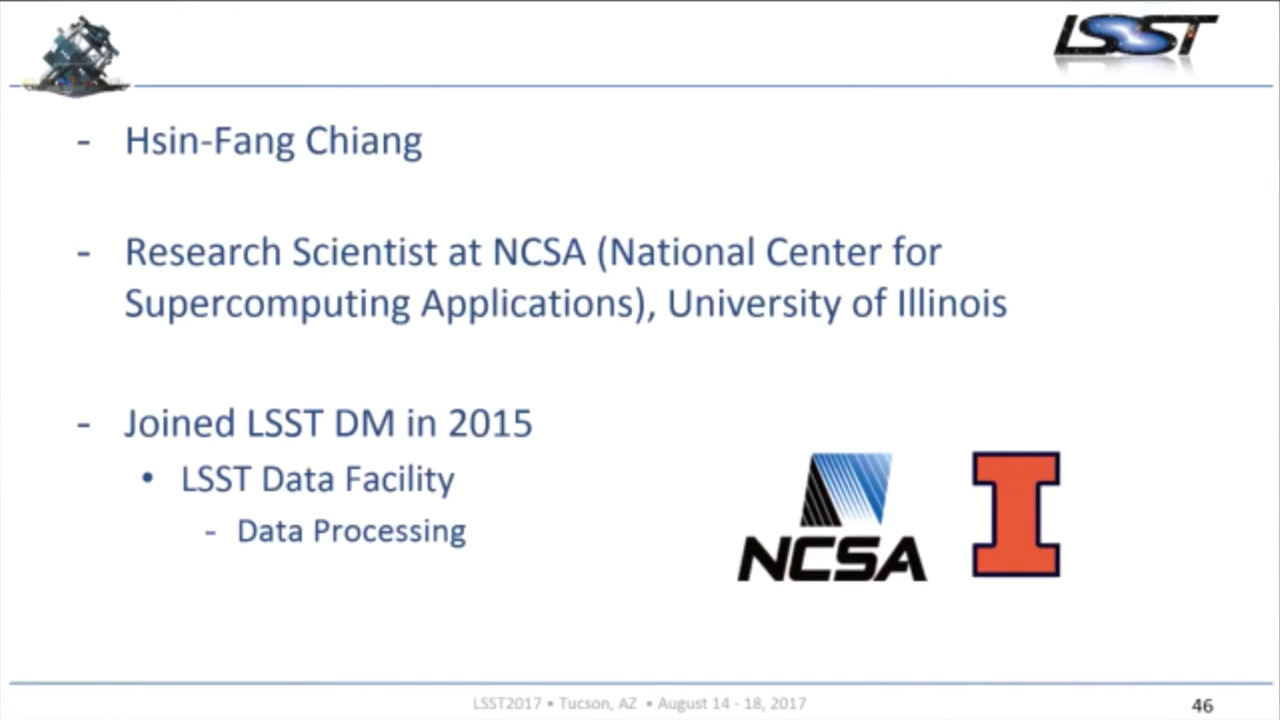 LSST
- Hsin-Fang Chiang
- Research Scientist at NCSA (National Center for
Supercomputing Applications), University of Illinois
- Joined LSST DM in 2015
• LSST Data Facility
- Data Processing
NCSA
I
LSST2017 • Tucson, AZ • August 14 - 18, 2017
46